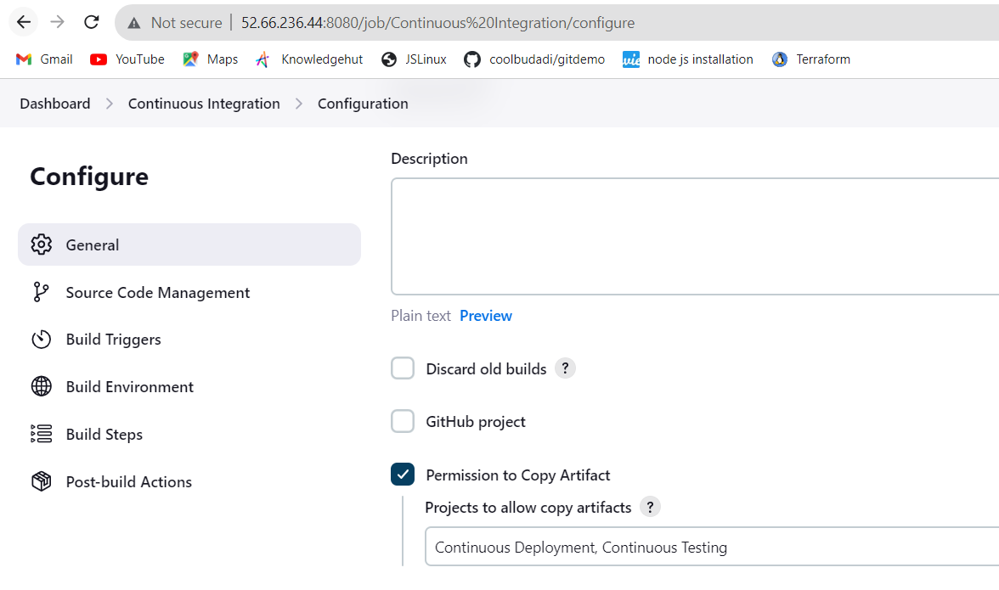 Not secure | 52.66.236.44:8080/job/Continuous%20Integration/configure
Gmail YouTube Maps Knowledgehut JSLinux coolbudadi/gitdemo node js installation Terraform
Dashboard > Continuous Integration > Configuration
Configure
General
Source Code Management
Build Triggers
Build Environment
Build Steps
Post-build Actions
Description
Plain text Preview
Discard old builds ?
GitHub project
Permission to Copy Artifact
Projects to allow copy artifacts ?
Continuous Deployment, Continuous Testing